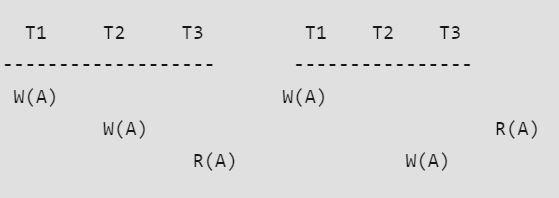 T1 T2 T3 T1 T2 T3
------------------- ----------------
W(A) W(A)
W(A) R(A)
R(A) W(A)